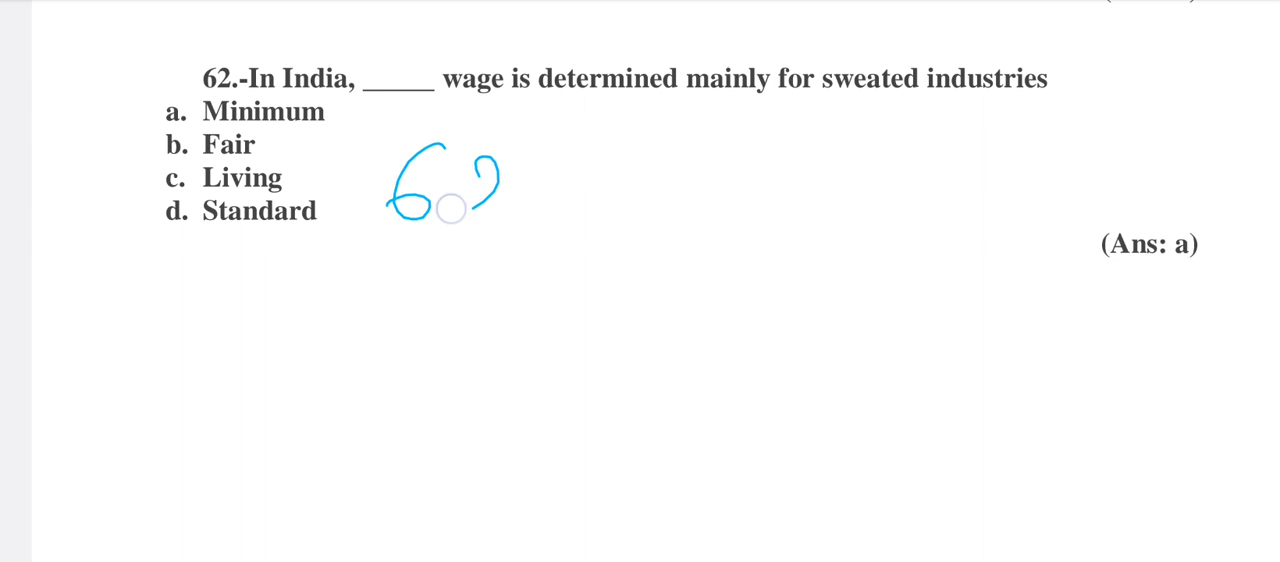 62.-In India, _____ wage is determined mainly for sweated industries
a. Minimum
b. Fair
c. Living
d. Standard
(Ans: a)